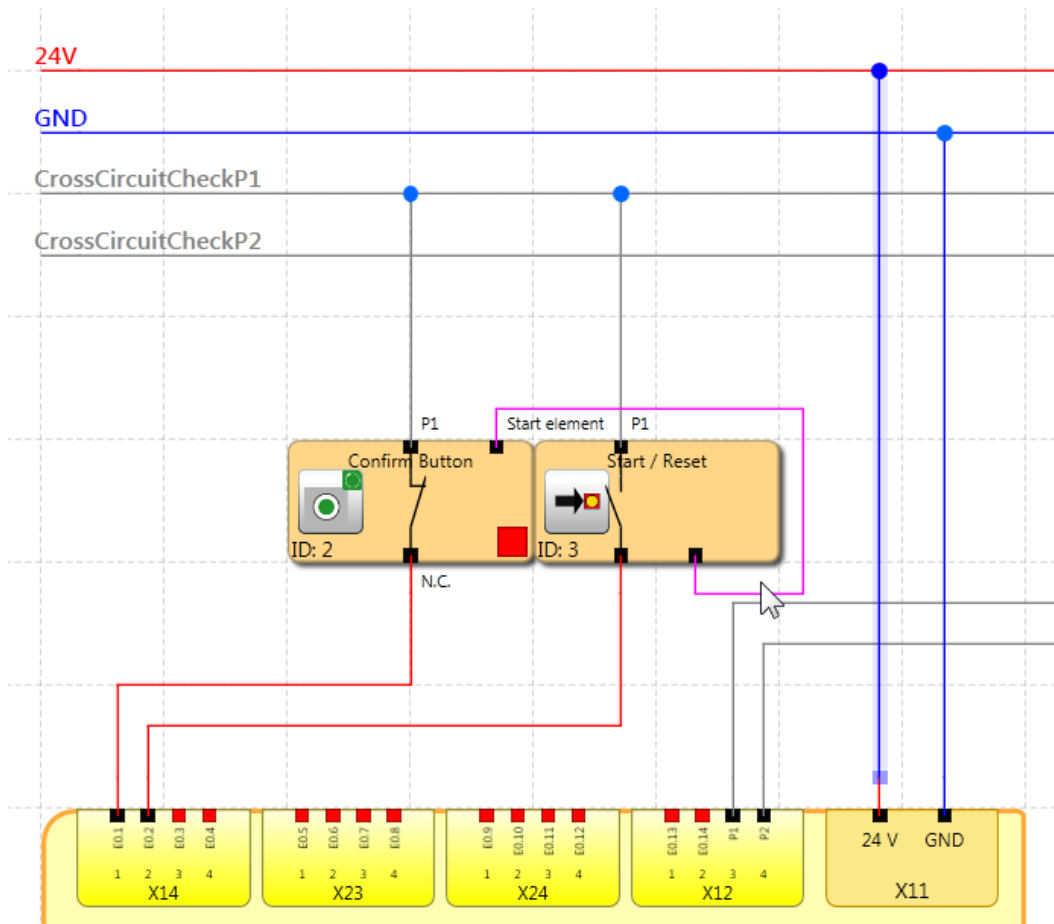 24V
GND
CrossCircuitCheckP1
CrossCircuitCheckP2
P1 Start element P1
Confirm Button Start / Reset
ID: 2 ID: 3
N.C.
E0.1 E0.2 E0.3 E0.4 E0.5 E0.6 E0.7 E0.8 E0.9 E0.10 E0.11 E0.12 E0.13 E0.14 P1 P2 24 V GND
1 2 3 4 1 2 3 4 1 2 3 4 1 2 3 4
X14 X23 X24 X12 X11